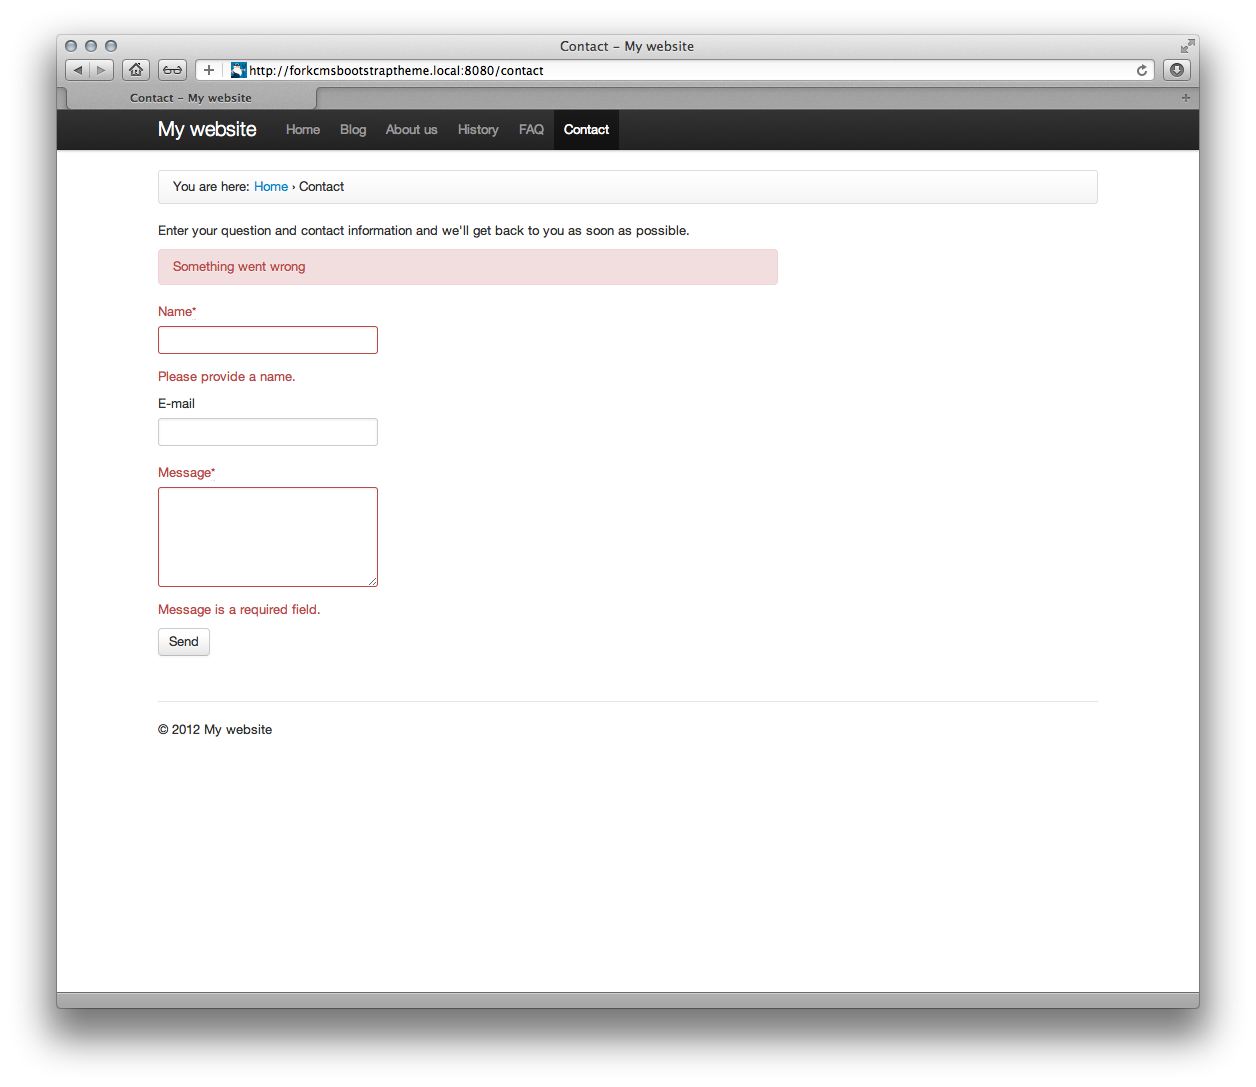 Contact – My website
http://forkcmsbootstraptheme.local:8080/contact
Contact – My website
My website Home Blog About us History FAQ Contact
You are here: Home › Contact
Enter your question and contact information and we'll get back to you as soon as possible.
Something went wrong
Name*
Please provide a name.
E-mail
Message*
Message is a required field.
Send
© 2012 My website